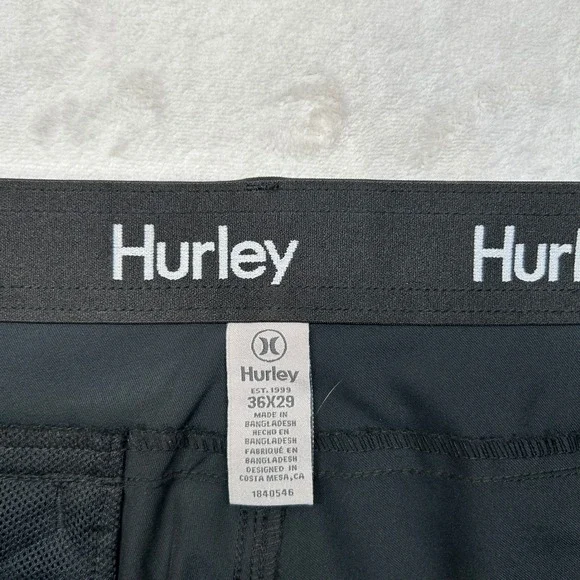 Hurley Hurl
Hurley
EST. 1999
36X29
MADE IN
BANGLADESH
HECHO EN
BANGLADESH
FABRIQUÉ EN
BANGLADESH
DESIGNED IN
COSTA MESA,CA
1840546